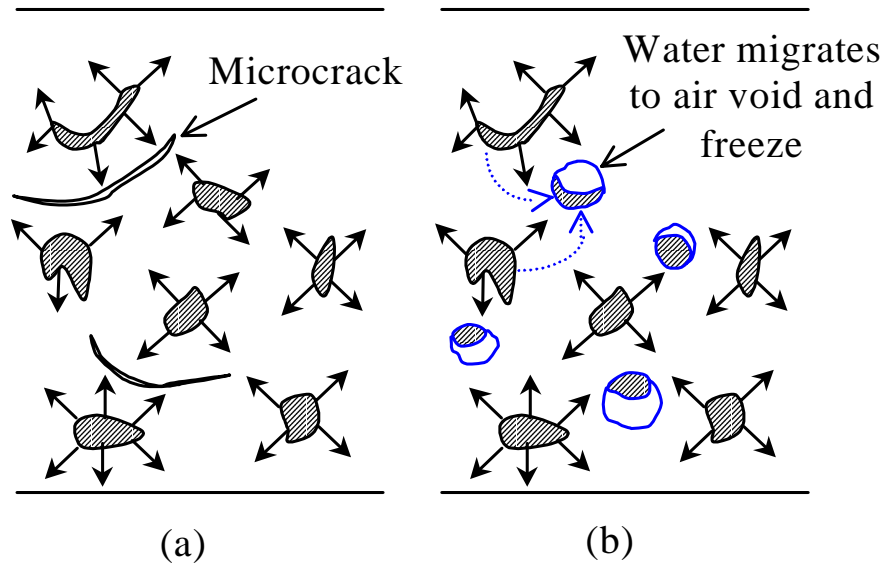 Microcrack
Water migrates
to air void and
freeze
(a)
(b)